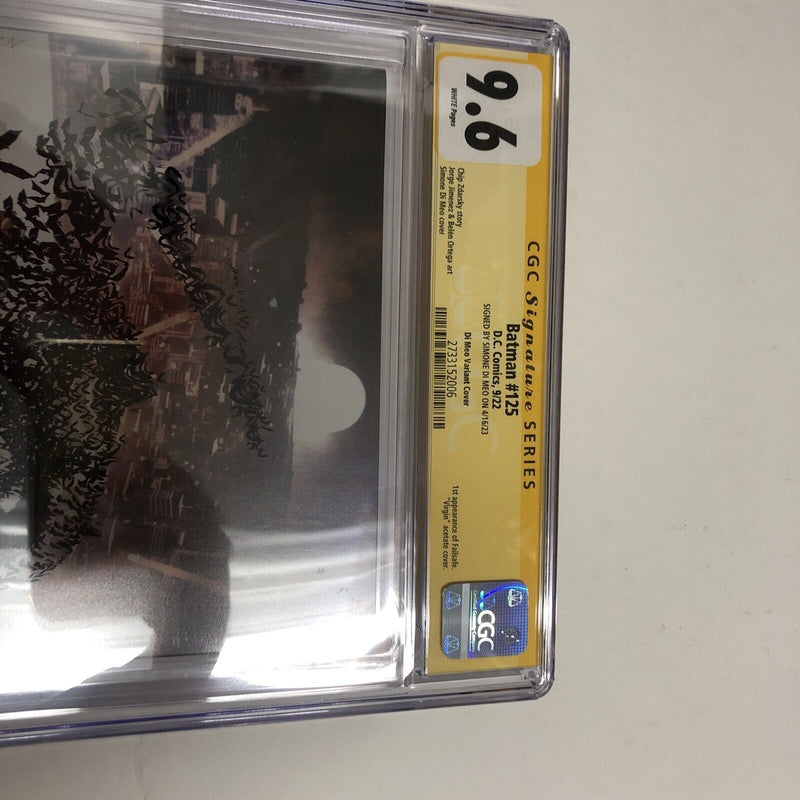 9.6
WHITE Pages
Chip Zdarsky story
Jorge Jimenez & Belén Ortega art
Simone Di Meo cover
CGC Signature SERIES
Batman #125
D.C. Comics, 9/22
SIGNED BY SIMONE DI MEO ON 4/16/23
Di Meo Variant Cover
2733152006
1st appearance of Failsafe.
"Virgin" acetate cover.
CGC